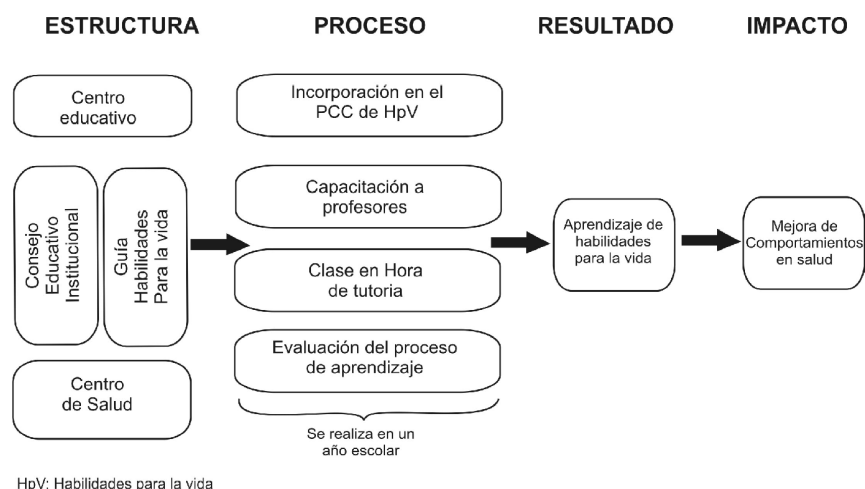 ESTRUCTURA
PROCESO
RESULTADO
IMPACTO
Centro
educativo
Consejo
Educativo
Institucional
Guía
Habilidades
Para la vida
Centro
de Salud
Incorporación en el
PCC de HpV
Capacitación a
profesores
Clase en Hora
de tutoria
Evaluación del proceso
de aprendizaje
Se realiza en un
año escolar
Aprendizaje de
habilidades
para la vida
Mejora de
Comportamientos
en salud
HpV: Habilidades para la vida